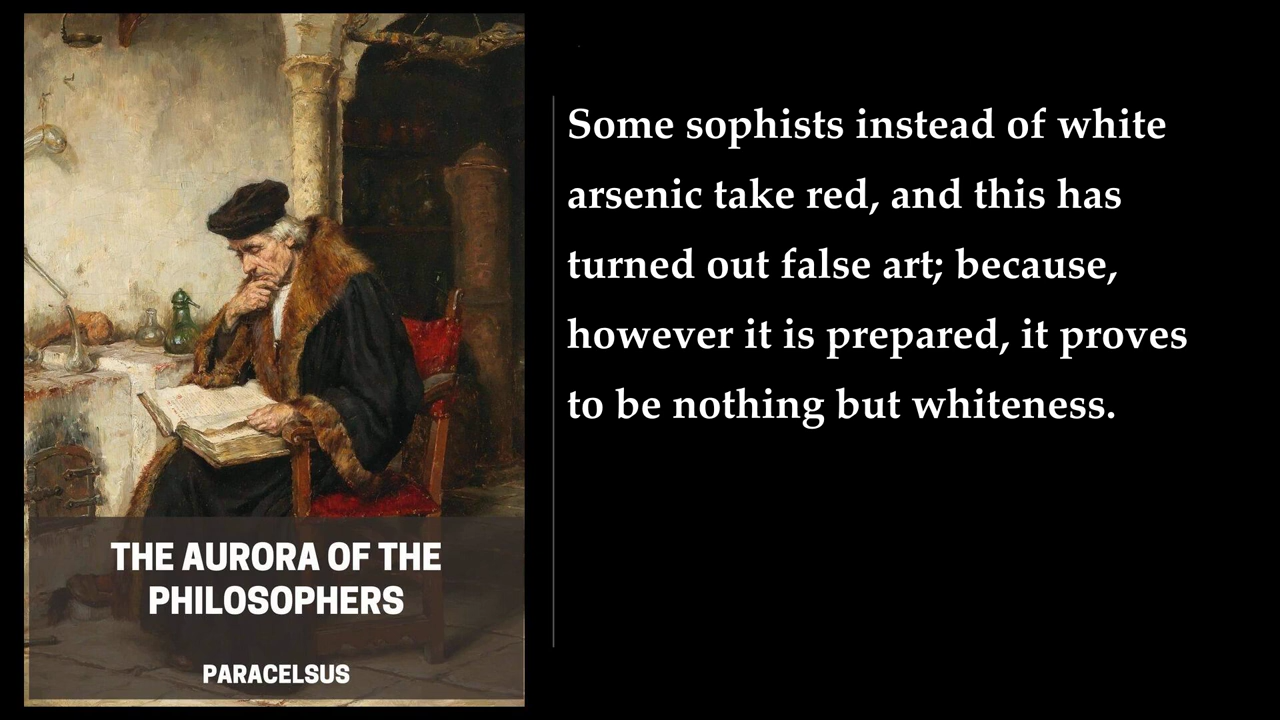 THE AURORA OF THE
PHILOSOPHERS
PARACELSUS
Some sophists instead of white
arsenic take red, and this has
turned out false art; because,
however it is prepared, it proves
to be nothing but whiteness.